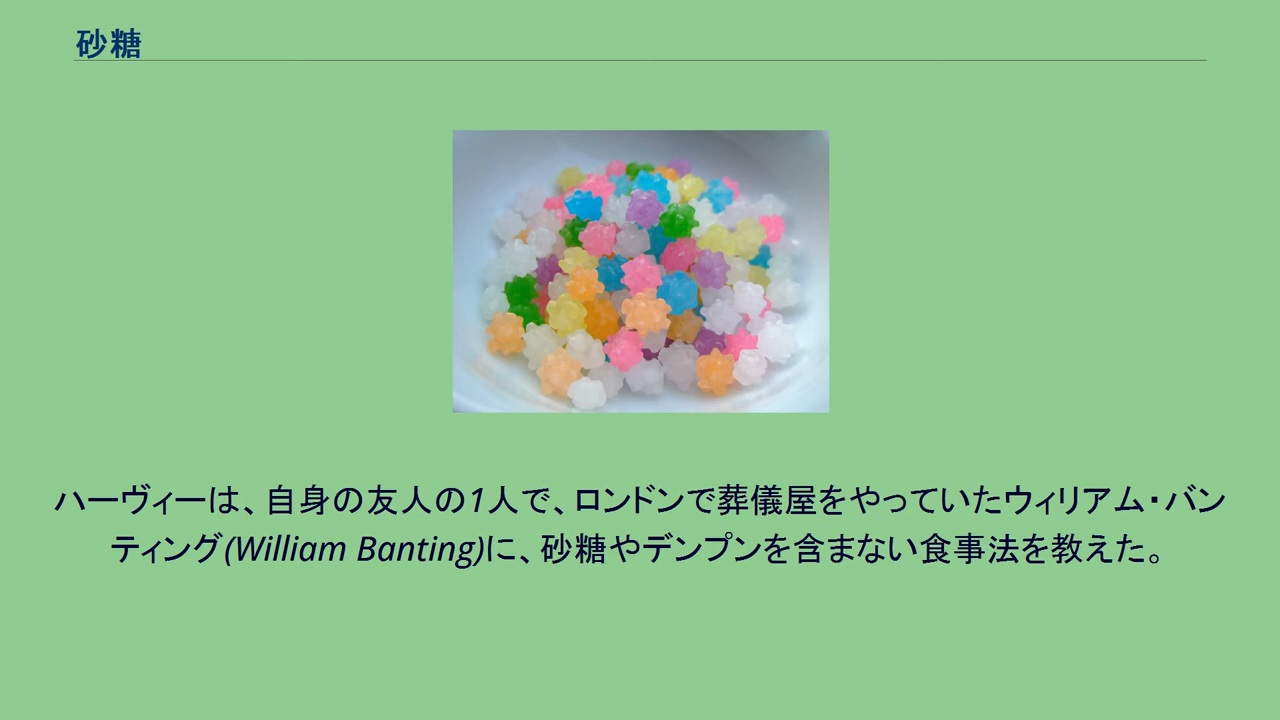 砂糖
ハーヴィーは、自身の友人の1人で、ロンドンで葬儀屋をやっていたウィリアム・バン
ティング(William Banting)に、砂糖やデンプンを含まない食事法を教えた。